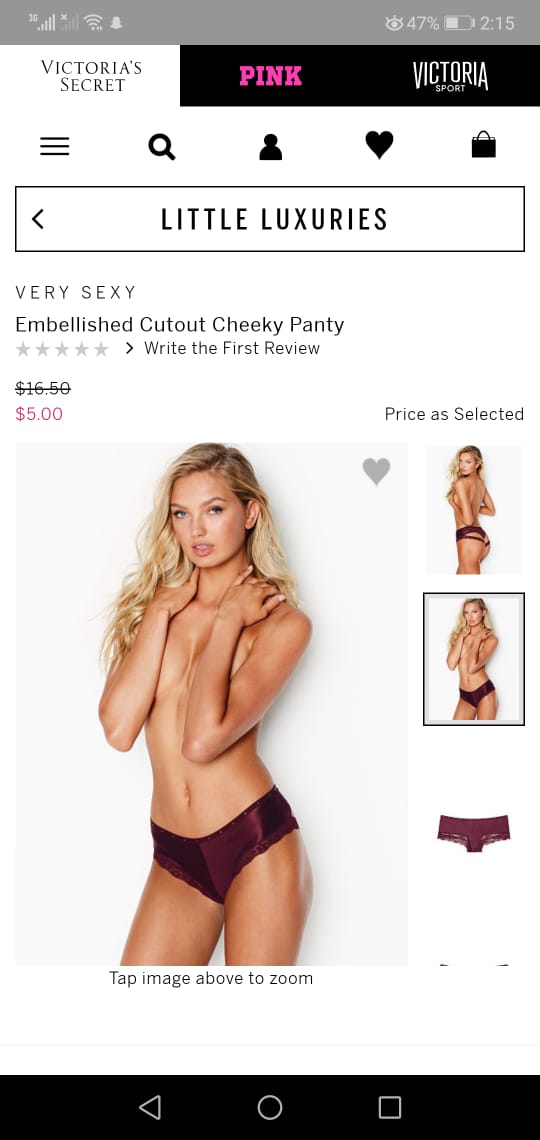 3G 47% 2:15
VICTORIA'S
SECRET
PINK
VICTORIA
SPORT
LITTLE LUXURIES
VERY SEXY
Embellished Cutout Cheeky Panty
Write the First Review
$16.50
$5.00
Price as Selected
Tap image above to zoom